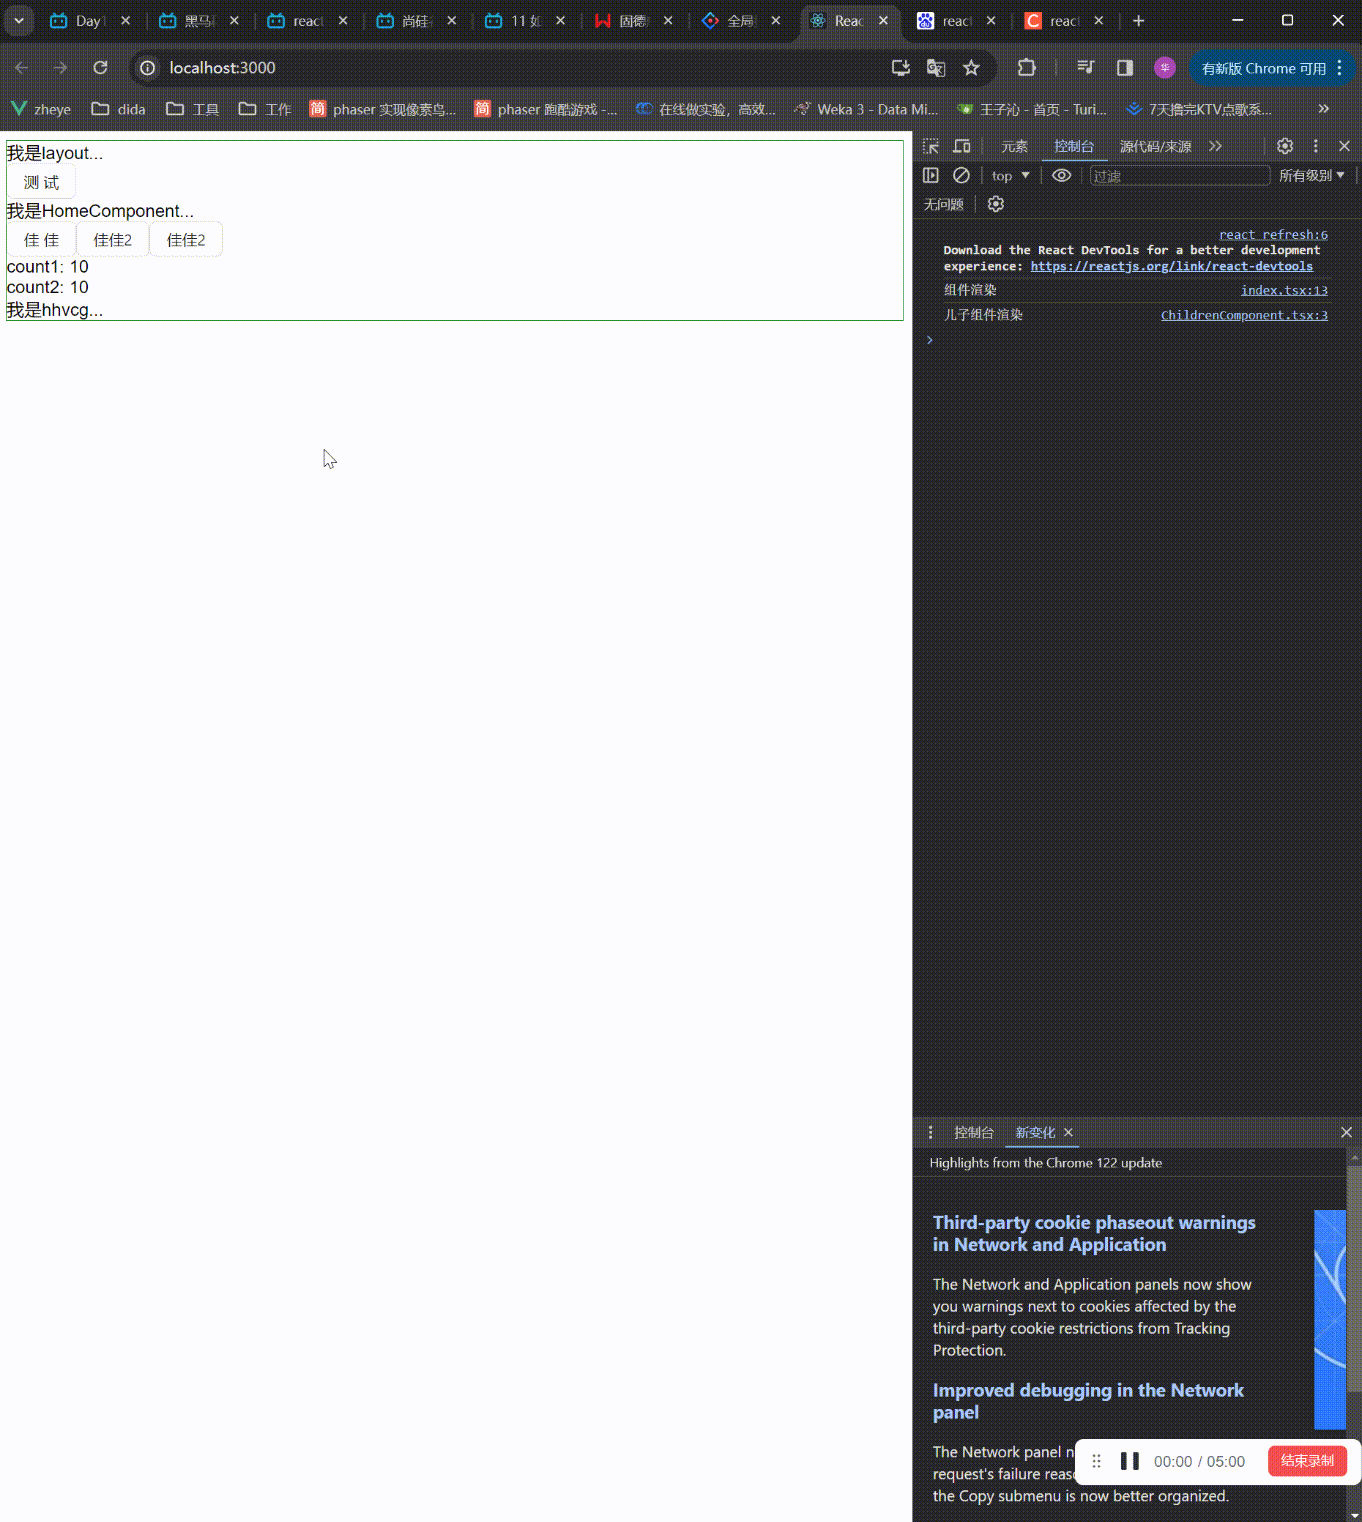 Day 黑马 react 尚硅 11 如 固德 全局 Reac react react
localhost:3000
有新版 Chrome 可用
zheye dida 工具 工作 phaser 实现像素鸟... phaser 跑酷游戏 -... 在线做实验，高效... Weka 3 - Data Mi... 王子沁 - 首页 - Turi... 7天撸完KTV点歌系...
我是layout...
测 试
我是HomeComponent...
佳 佳 佳佳2 佳佳2
count1: 10
count2: 10
我是hhvcg...
元素 控制台 源代码/来源
top 过滤 所有级别
无问题
react refresh:6
Download the React DevTools for a better development
experience: https://reactjs.org/link/react-devtools
组件渲染 index.tsx:13
儿子组件渲染 ChildrenComponent.tsx:3
控制台 新变化
Highlights from the Chrome 122 update
Third-party cookie phaseout warnings
in Network and Application
The Network and Application panels now show
you warnings next to cookies affected by the
third-party cookie restrictions from Tracking
Protection.
Improved debugging in the Network
panel
The Network panel n
request's failure reas
the Copy submenu is now better organized.
00:00 / 05:00 结束录制